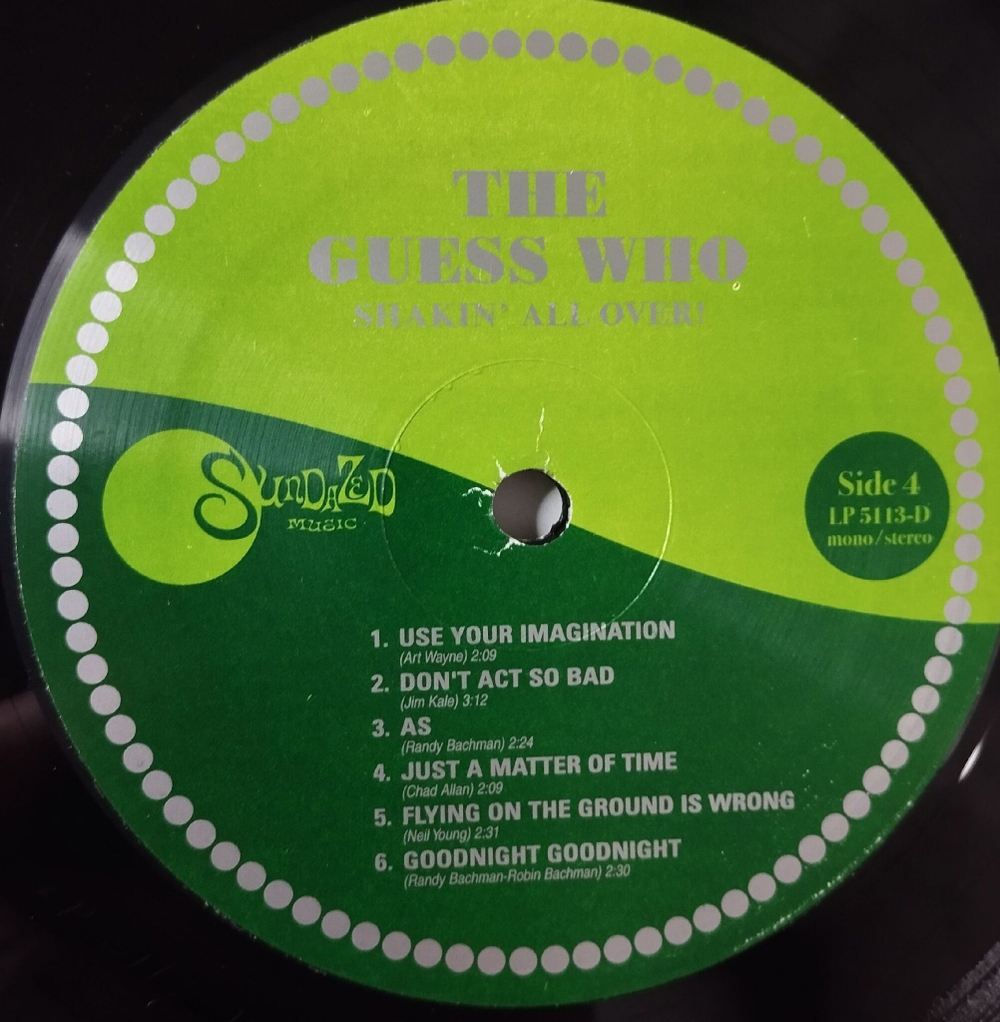 THE
GUESS WHO
SHAKIN' ALL OVER!
SUNDAZED
MUSIC
Side 4
LP 5113-D
mono/stereo
1. USE YOUR IMAGINATION
(Art Wayne) 2:09
2. DON'T ACT SO BAD
(Jim Kale) 3:12
3. AS
(Randy Bachman) 2:24
4. JUST A MATTER OF TIME
(Chad Allan) 2:09
5. FLYING ON THE GROUND IS WRONG
(Neil Young) 2:31
6. GOODNIGHT GOODNIGHT
(Randy Bachman-Robin Bachman) 2:30